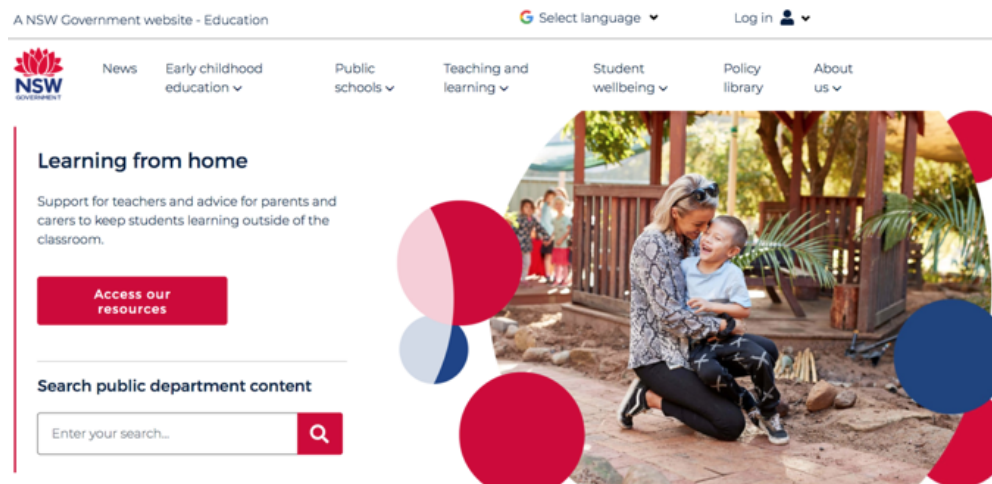 A NSW Government website - Education
Select language
Log in
NSW
GOVERNMENT
News
Early childhood
education
Public
schools
Teaching and
learning
Student
wellbeing
Policy
library
About
us
Learning from home
Support for teachers and advice for parents and
carers to keep students learning outside of the
classroom.
Access our
resources
Search public department content
Enter your search...